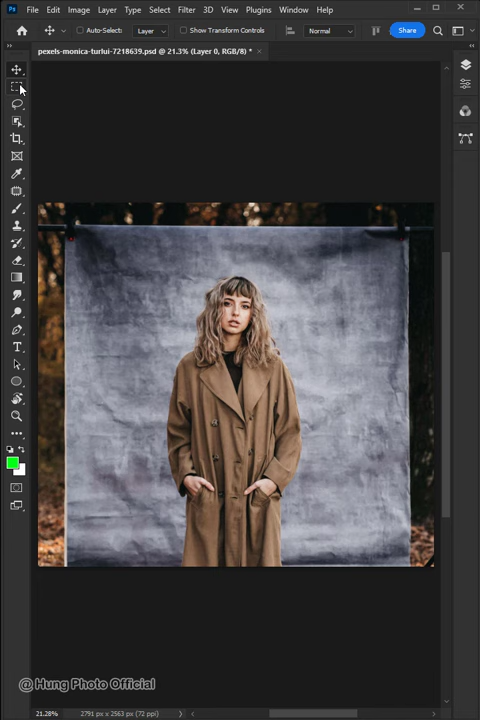 Ps File Edit Image Layer Type Select Filter 3D View Plugins Window Help
Auto-Select: Layer Show Transform Controls Normal Share
pexels-monica-turlui-7218639.psd @ 21.3% (Layer 0, RGB/8) *
@ Hung Photo Official
21.28% 2791 px x 2563 px (72 ppi)